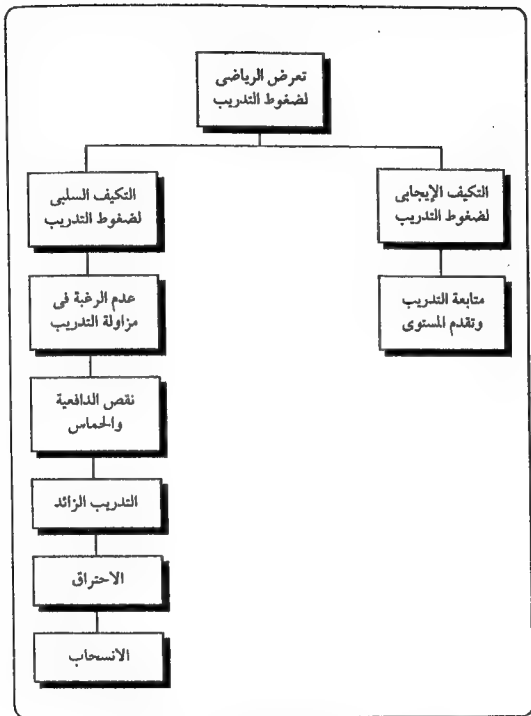 تعرض الرياضى
لضغوط التدريب
التكيف الإيجابى
لضغوط التدريب
متابعة التدريب
وتقدم المستوى
التكيف السلبى
لضغوط التدريب
عدم الرغبة فى
مزاولة التدريب
نقص الدافعية
والحماس
التدريب الزائد
الاحتراق
الانسحاب